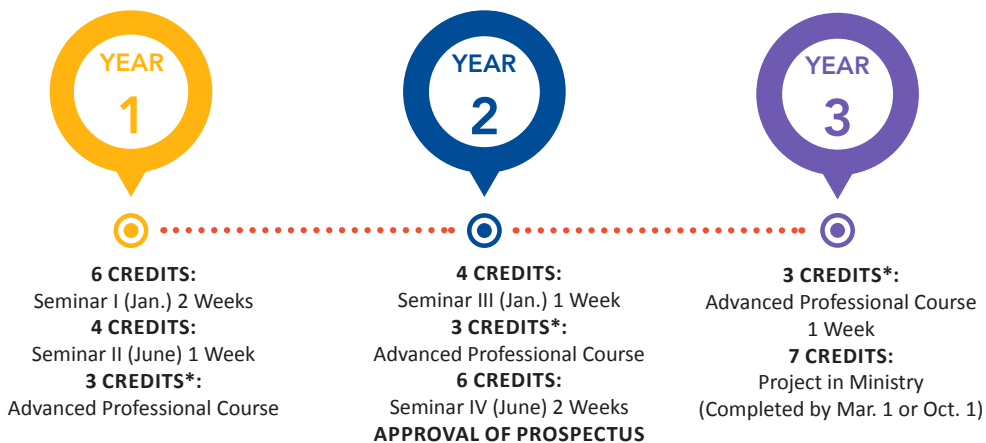 YEAR
1
6 CREDITS:
Seminar I (Jan.) 2 Weeks
4 CREDITS:
Seminar II (June) 1 Week
3 CREDITS*:
Advanced Professional Course
YEAR
2
4 CREDITS:
Seminar III (Jan.) 1 Week
3 CREDITS*:
Advanced Professional Course
6 CREDITS:
Seminar IV (June) 2 Weeks
APPROVAL OF PROSPECTUS
YEAR
3
3 CREDITS*:
Advanced Professional Course
1 Week
7 CREDITS:
Project in Ministry
(Completed by Mar. 1 or Oct. 1)